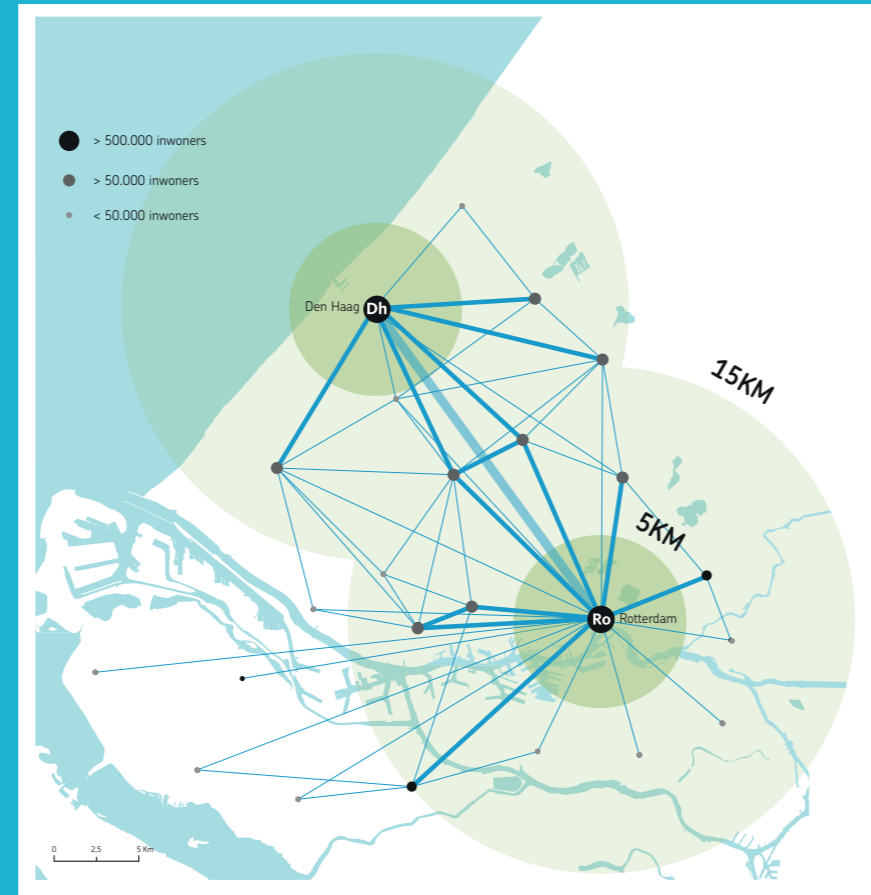 > 500.000 inwoners
> 50.000 inwoners
< 50.000 inwoners
Den Haag
Dh
15KM
5KM
Ro
Rotterdam
0 2,5 5 Km